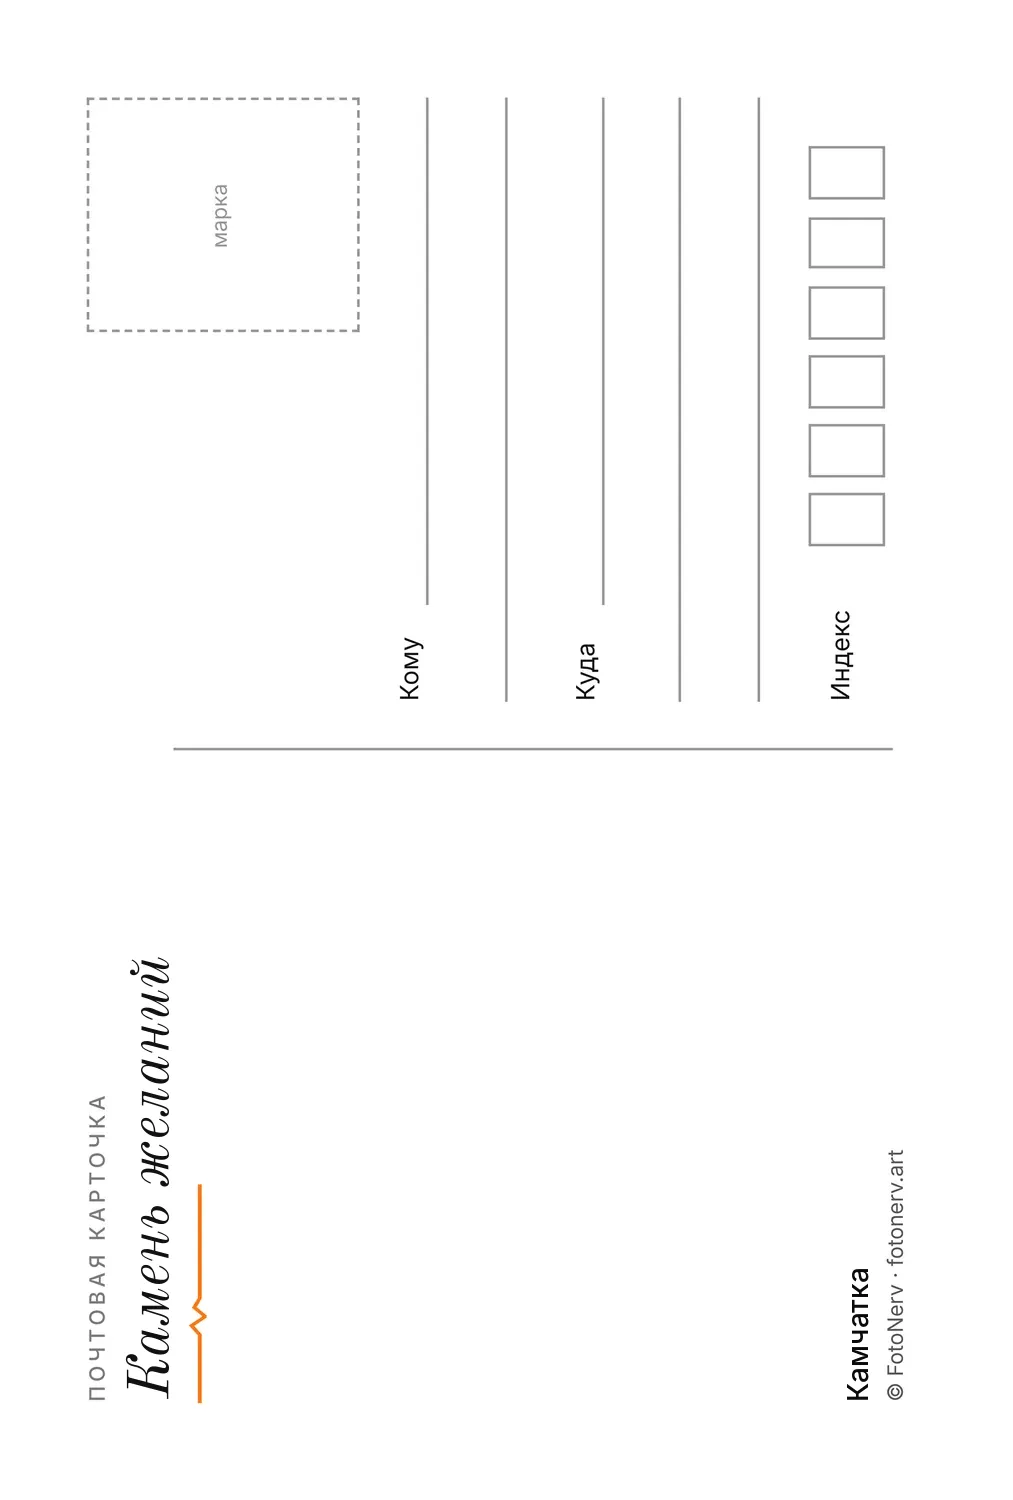 ПОЧТОВАЯ КАРТОЧКА
Камень желаний
Камчатка
© FotoNerv · fotonerv.art
марка
Кому
Куда
Индекс